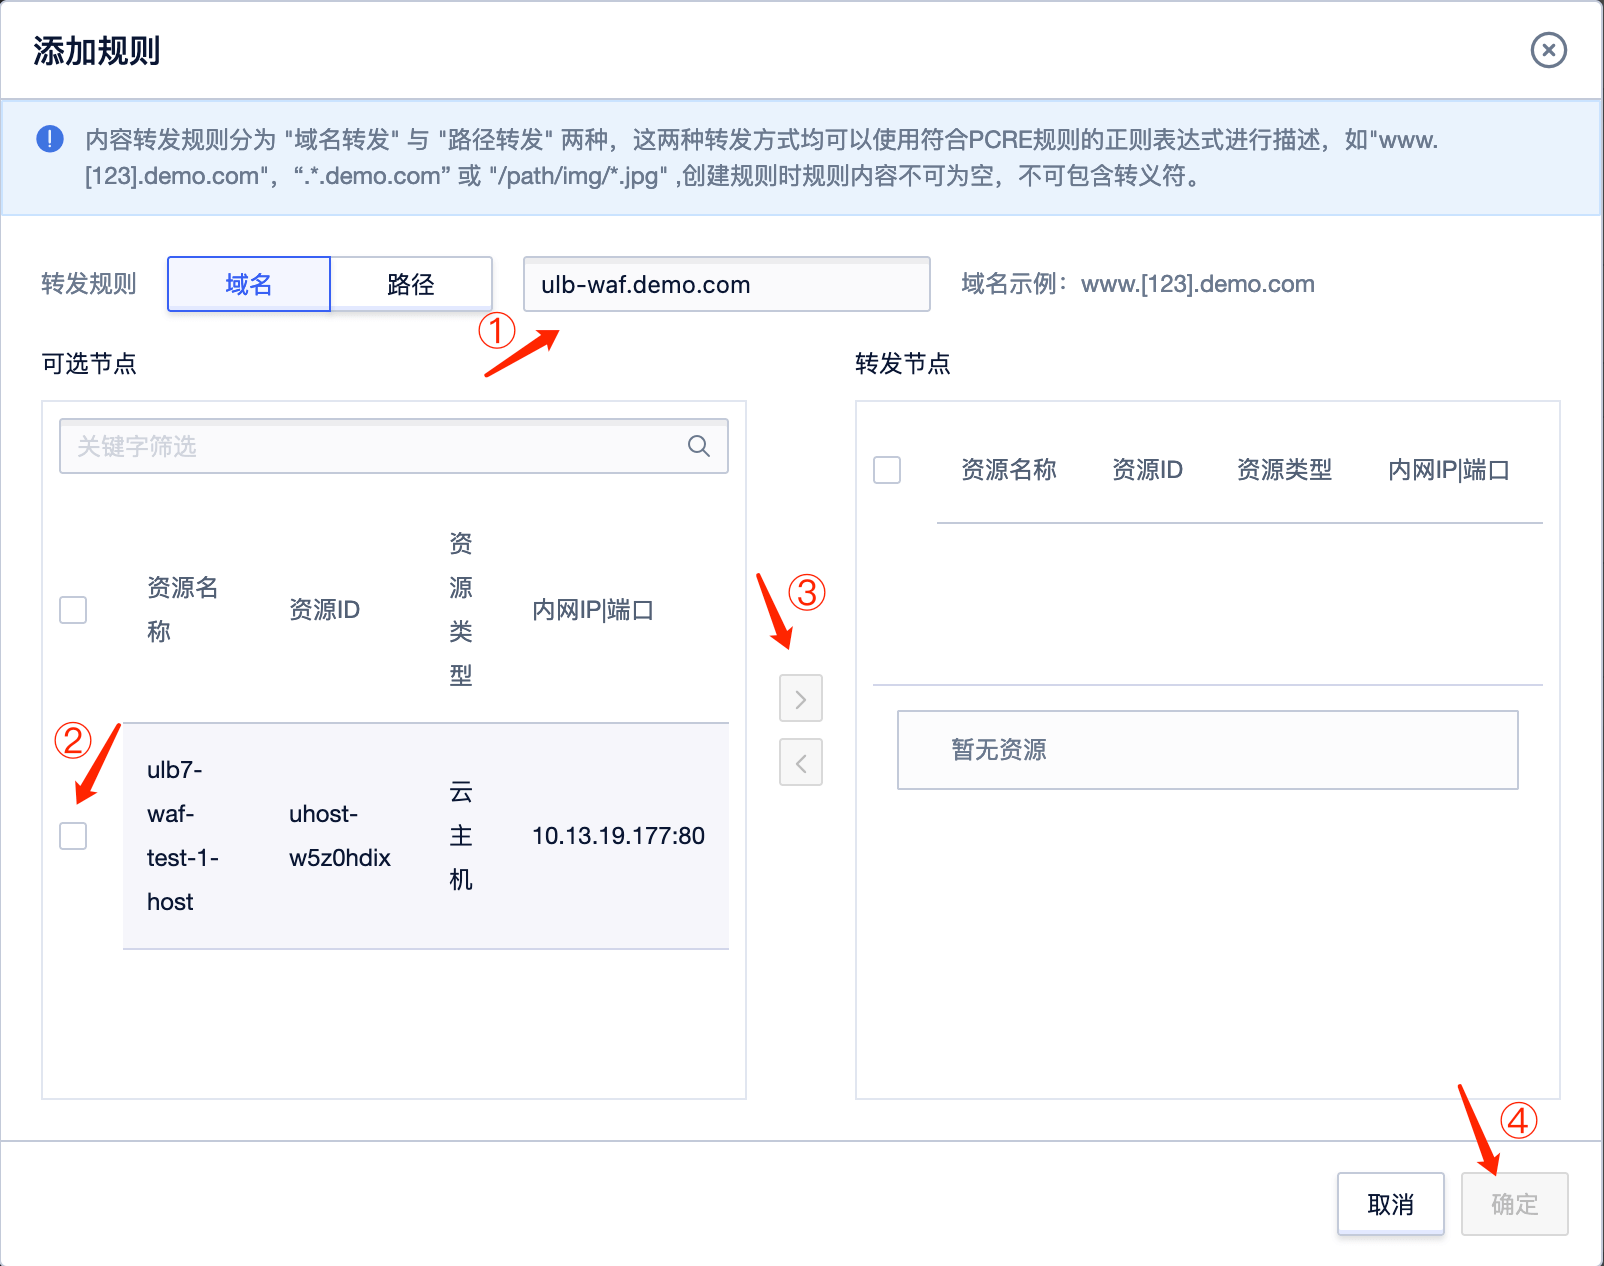 添加规则
内容转发规则分为 "域名转发" 与 "路径转发" 两种，这两种转发方式均可以使用符合PCRE规则的正则表达式进行描述，如"www.
[123].demo.com"，“.*.demo.com” 或 "/path/img/*.jpg" ,创建规则时规则内容不可为空，不可包含转义符。
转发规则 域名 路径 ulb-waf.demo.com 域名示例：www.[123].demo.com
①
可选节点
关键字筛选
资源名
称
资源ID
资
源
类
型
内网IP|端口
②
ulb7-
waf-
test-1-
host
uhost-
w5z0hdix
云
主
机
10.13.19.177:80
③
转发节点
资源名称 资源ID 资源类型 内网IP|端口
暂无资源
④
取消 确定